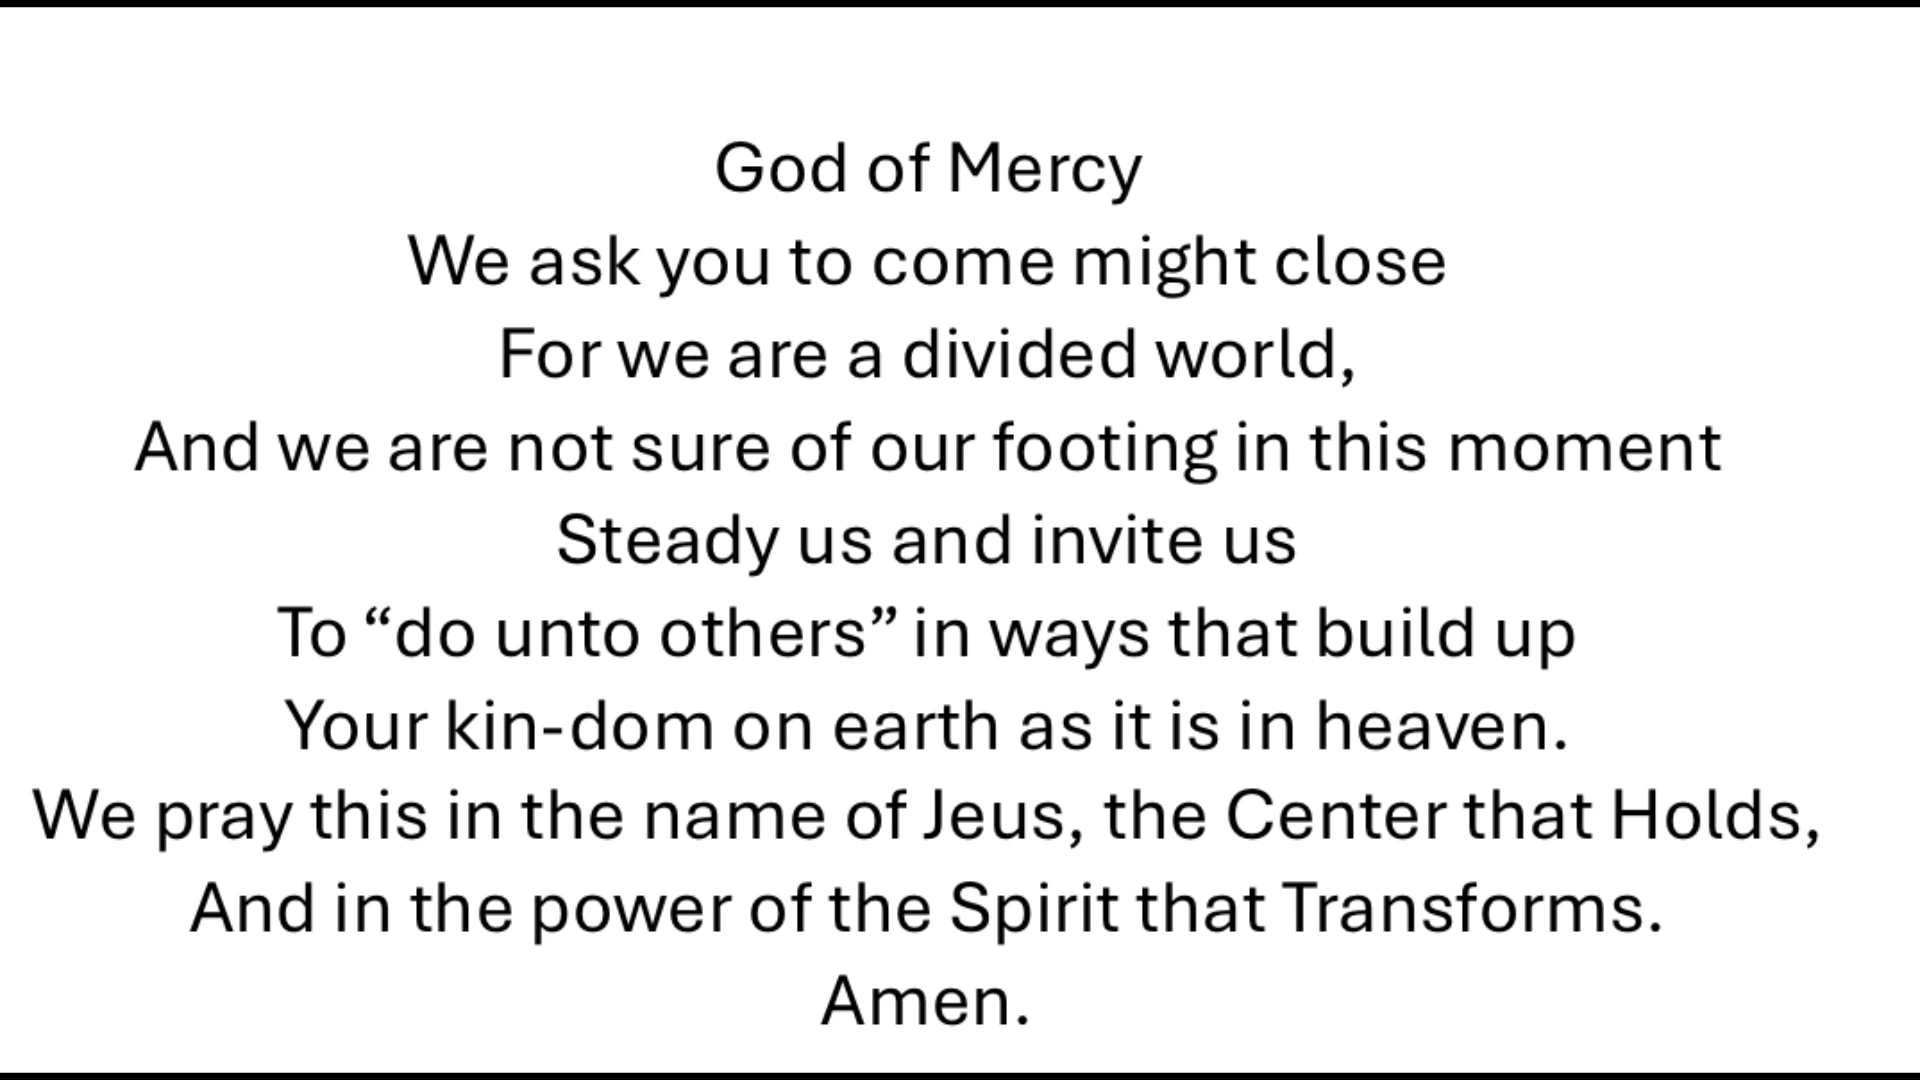 God of Mercy
We ask you to come might close
For we are a divided world,
And we are not sure of our footing in this moment
Steady us and invite us
To “do unto others” in ways that build up
Your kin-dom on earth as it is in heaven.
We pray this in the name of Jeus, the Center that Holds,
And in the power of the Spirit that Transforms.
Amen.